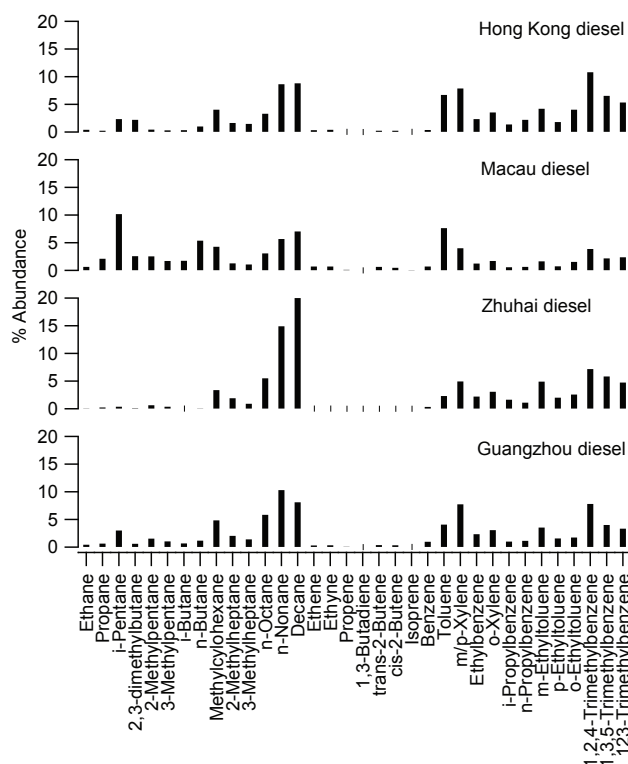 20
15
10
5
0
Hong Kong diesel
20
15
10
5
0
Macau diesel
20
15
10
5
0
Zhuhai diesel
20
15
10
5
0
Guangzhou diesel
% Abundance
Ethane
Propane
i-Pentane
2,3-dimethylbutane
2-Methylpentane
3-Methylpentane
i-Butane
n-Butane
Methylcylohexane
2-Methylheptane
3-Methylheptane
n-Octane
n-Nonane
Decane
Ethene
Ethyne
Propene
1,3-Butadiene
trans-2-Butene
cis-2-Butene
Isoprene
Benzene
Toluene
m/p-Xylene
Ethylbenzene
o-Xylene
i-Propylbenzene
n-Propylbenzene
m-Ethyltoluene
p-Ethyltoluene
o-Ethyltoluene
1,2,4-Trimethylbenzene
1,3,5-Trimethylbenzene
123-Trimethylbenzene